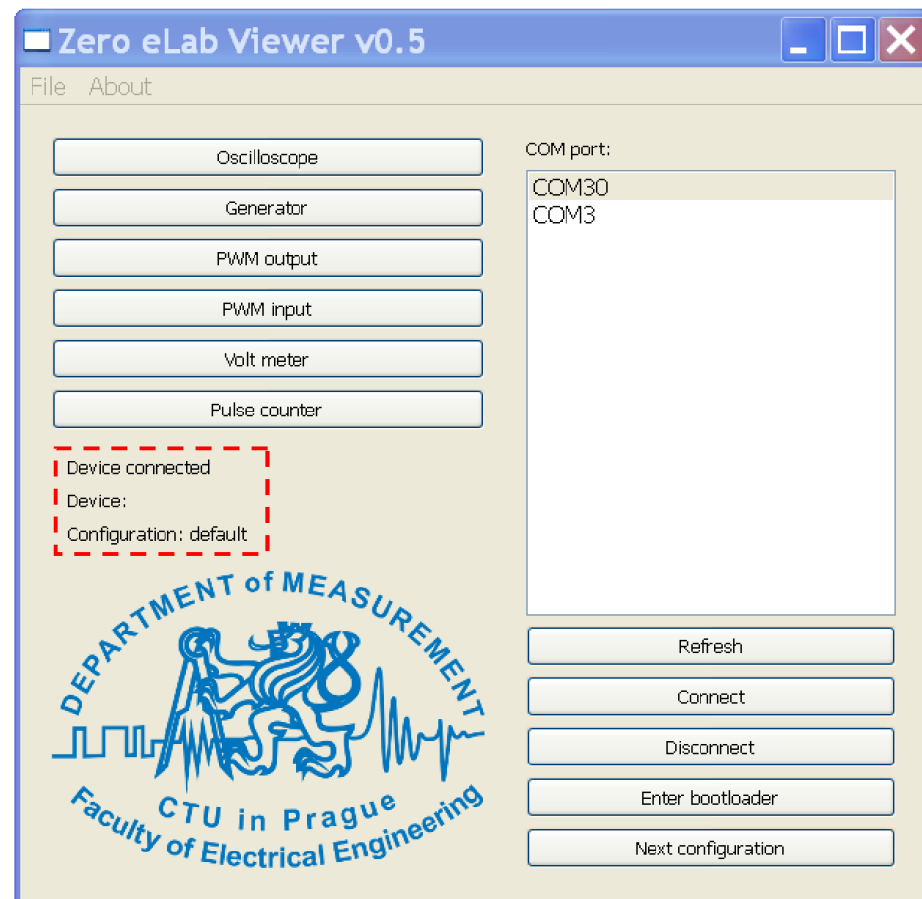 Zero eLab Viewer v0.5
File About
Oscilloscope
Generator
PWM output
PWM input
Volt meter
Pulse counter
Device connected
Device:
Configuration: default
DEPARTMENT of MEASUREMENT
CTU in Prague
Faculty of Electrical Engineering
COM port:
COM30
COM3
Refresh
Connect
Disconnect
Enter bootloader
Next configuration